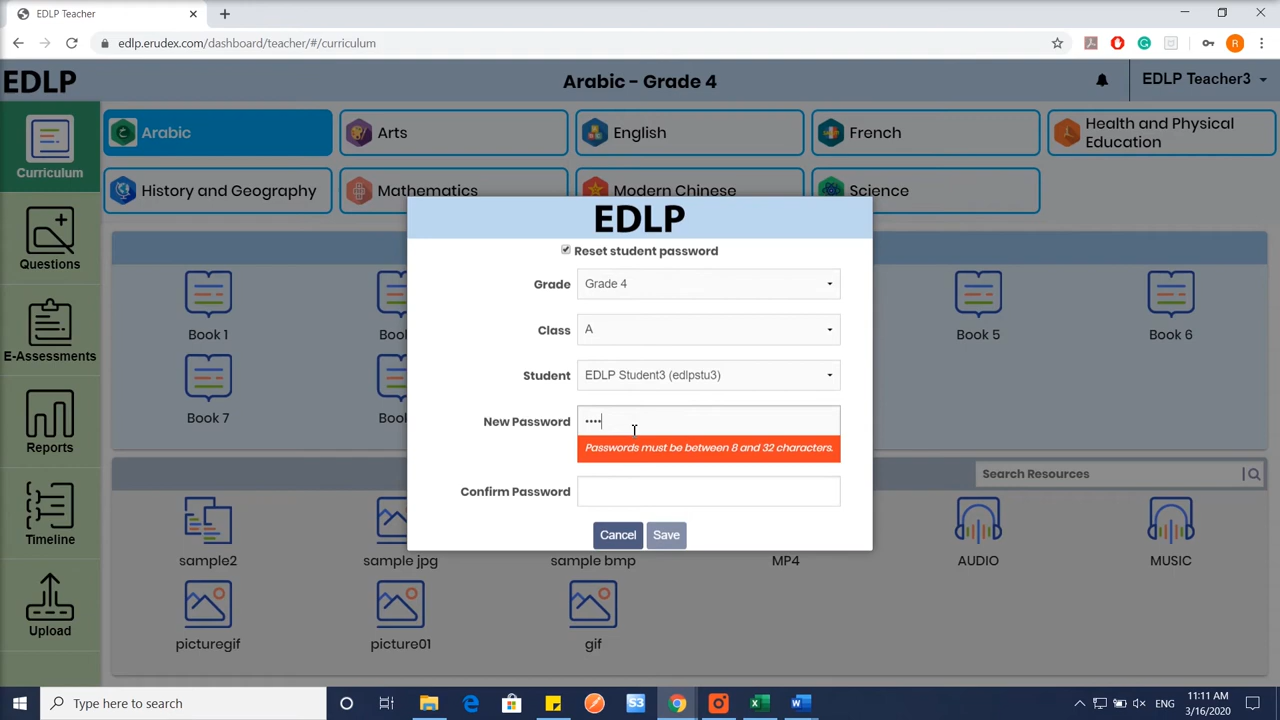 EDLP Teacher
edlp.erudex.com/dashboard/teacher/#/curriculum
R
EDLP
Arabic - Grade 4
EDLP Teacher3
Curriculum
Questions
E-Assessments
Reports
Timeline
Upload
Arabic
Arts
English
French
Health and Physical
Education
History and Geography
Mathematics
Modern Chinese
Science
EDLP
Reset student password
Grade
Grade 4
Class
A
Student
EDLP Student3 (edlpstu3)
New Password
••••
Passwords must be between 8 and 32 characters.
Confirm Password
Cancel
Save
Book 1
Book 5
Book 6
Book 7
Search Resources
sample2
sample jpg
sample bmp
MP4
AUDIO
MUSIC
picturegif
picture01
gif
Type here to search
S3
ENG
11:11 AM
3/16/2020